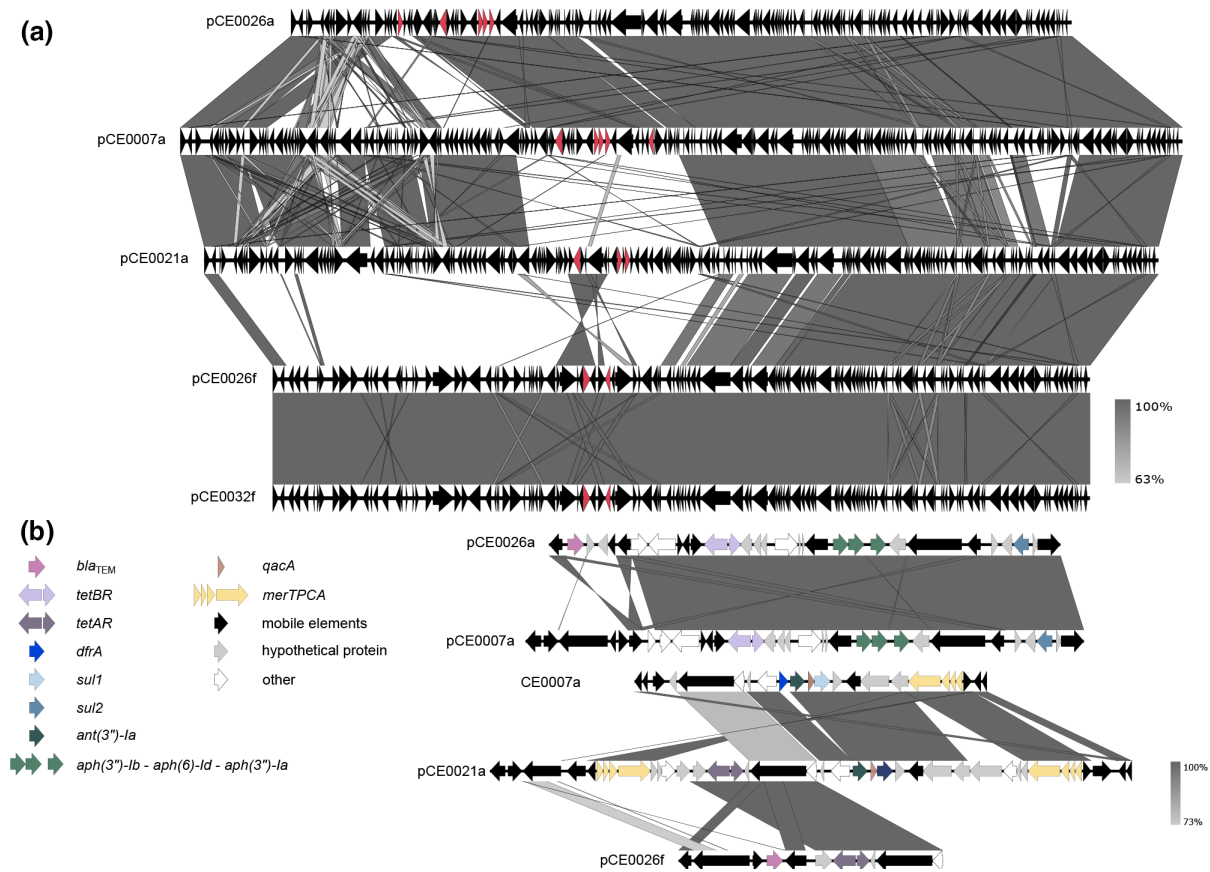 (a)
pCE0026a
pCE0007a
pCE0021a
pCE0026f
pCE0032f
100%
63%
(b)
blaTEM
tetBR
tetAR
dfrA
sul1
sul2
ant(3")-Ia
aph(3")-Ib - aph(6)-Id - aph(3")-Ia
qacA
merTPCA
mobile elements
hypothetical protein
other
pCE0026a
pCE0007a
CE0007a
pCE0021a
pCE0026f
100%
73%